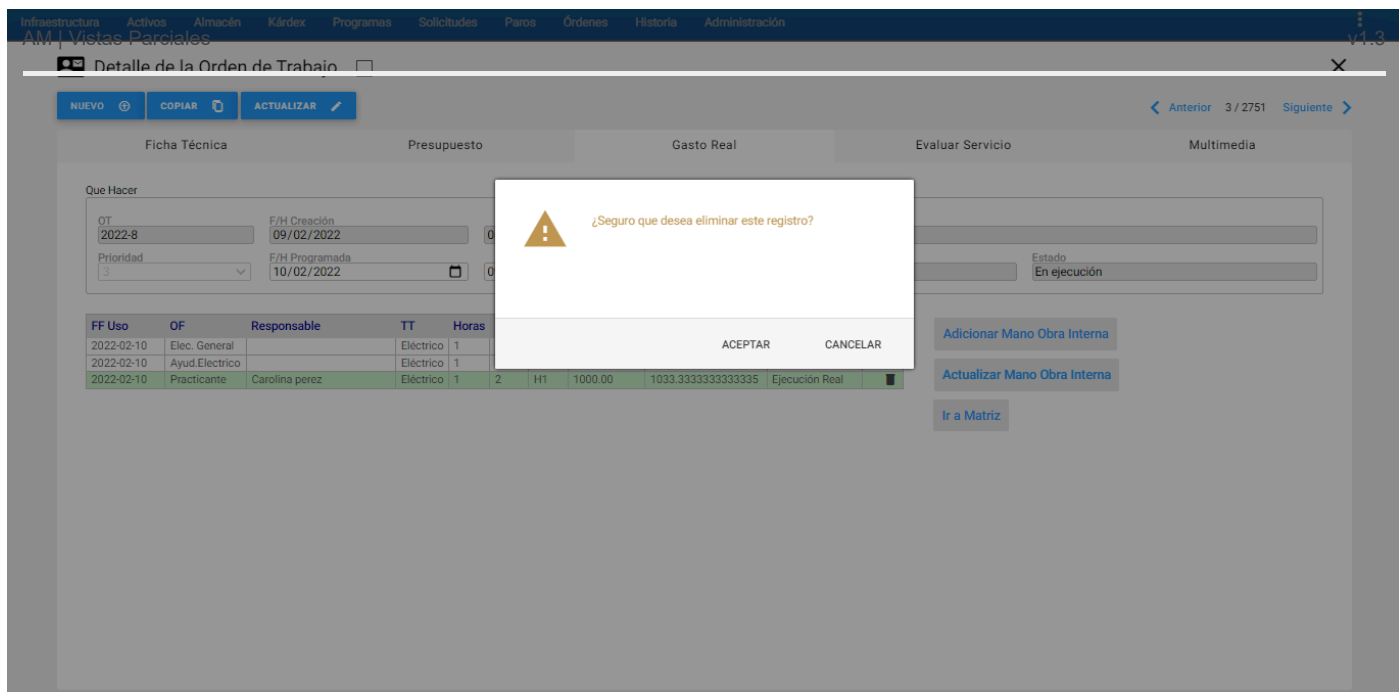 Infraestructura Activos Almacén Kárdex Programas Solicitudes Paros Órdenes Historia Administración
AM | Vistas Parciales v1.3
Detalle de la Orden de Trabajo
NUEVO COPIAR ACTUALIZAR Anterior 3 / 2751 Siguiente
Ficha Técnica Presupuesto Gasto Real Evaluar Servicio Multimedia
Que Hacer
¿Seguro que desea eliminar este registro?
OT F/H Creación
2022-8 09/02/2022
Prioridad F/H Programada Estado
3 10/02/2022 En ejecución
FF Uso OF Responsable TT Horas
2022-02-10 Elec. General Eléctrico 1
2022-02-10 Ayud.Electrico Eléctrico 1
2022-02-10 Practicante Carolina perez Eléctrico 1 2 H1 1000.00 1033.3333333333335 Ejecución Real
ACEPTAR CANCELAR
Adicionar Mano Obra Interna
Actualizar Mano Obra Interna
Ir a Matriz